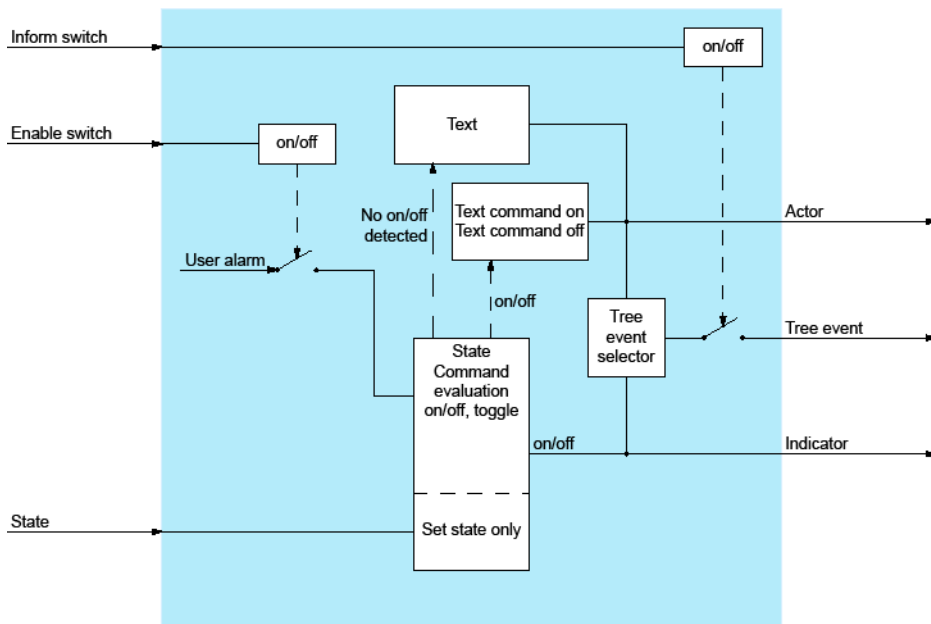 Inform switch
on/off
Text
Enable switch
on/off
No on/off
detected
Text command on
Text command off
Actor
User alarm
on/off
Tree
event
selector
Tree event
State
Command
evaluation
on/off, toggle
on/off
Indicator
State
Set state only